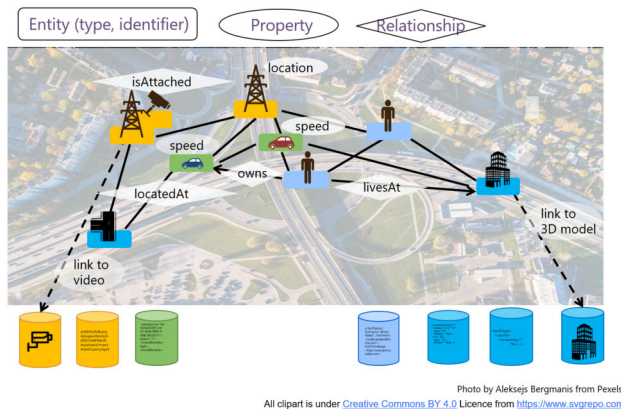 Entity (type, identifier)
Property
Relationship
location
isAttached
speed
speed
owns
locatedAt
livesAt
link to
3D model
link to
video
Photo by Aleksejs Bergmanis from Pexels
All clipart is under Creative Commons BY 4.0 Licence from https://www.svgrepo.com